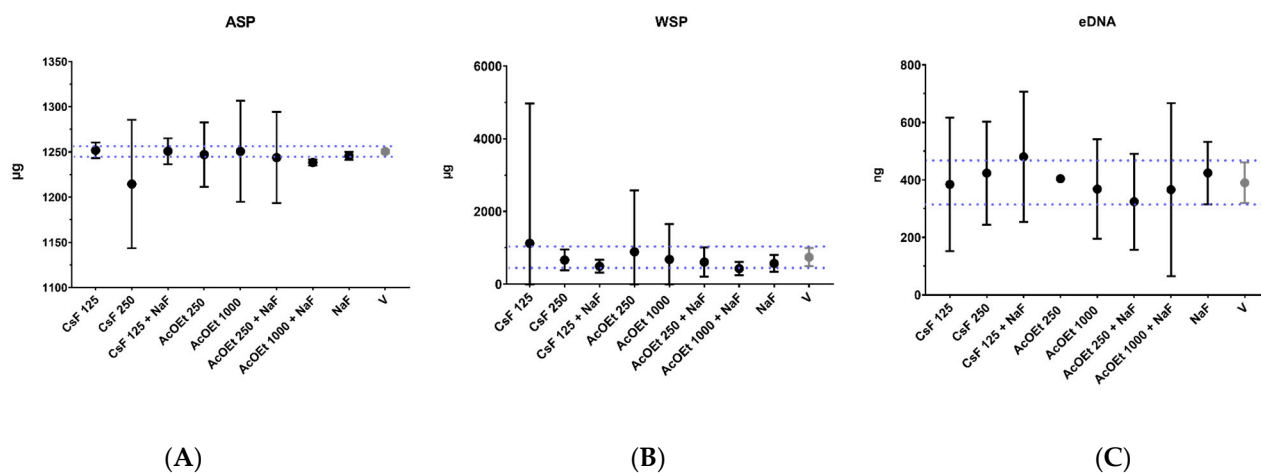 ASP
1350
1300
1250
1200
1150
1100
µg
CsF 125
CsF 250
CsF 125 + NaF
AcOEt 250
AcOEt 1000
AcOEt 250 + NaF
AcOEt 1000 + NaF
NaF
V
(A)
WSP
6000
4000
2000
0
µg
CsF 125
CsF 250
CsF 125 + NaF
AcOEt 250
AcOEt 1000
AcOEt 250 + NaF
AcOEt 1000 + NaF
NaF
V
(B)
eDNA
800
600
400
200
0
ng
CsF 125
CsF 250
CsF 125 + NaF
AcOEt 250
AcOEt 1000
AcOEt 250 + NaF
AcOEt 1000 + NaF
NaF
V
(C)